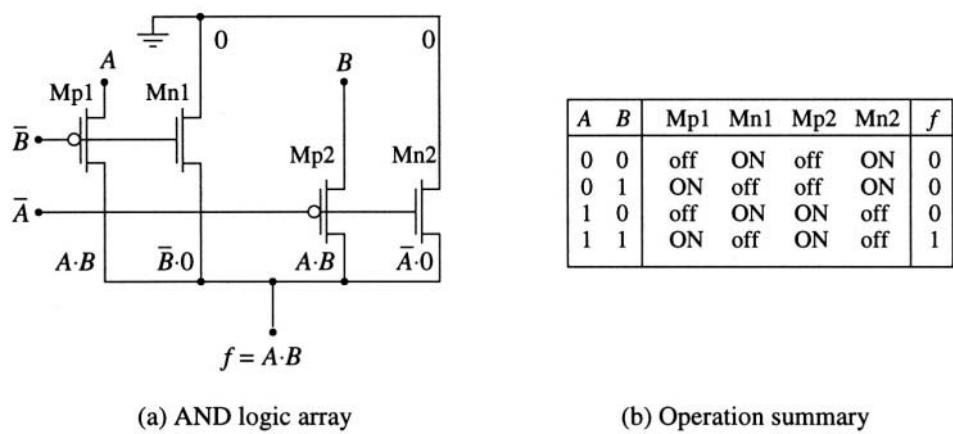 0 0
A B
Mp1 Mn1
B̅
Mp2 Mn2
A̅
A·B B̅·0 A·B A̅·0
f = A·B
(a) AND logic array
A B Mp1 Mn1 Mp2 Mn2 f
0 0 off ON off ON 0
0 1 ON off off ON 0
1 0 off ON ON off 0
1 1 ON off ON off 1
(b) Operation summary